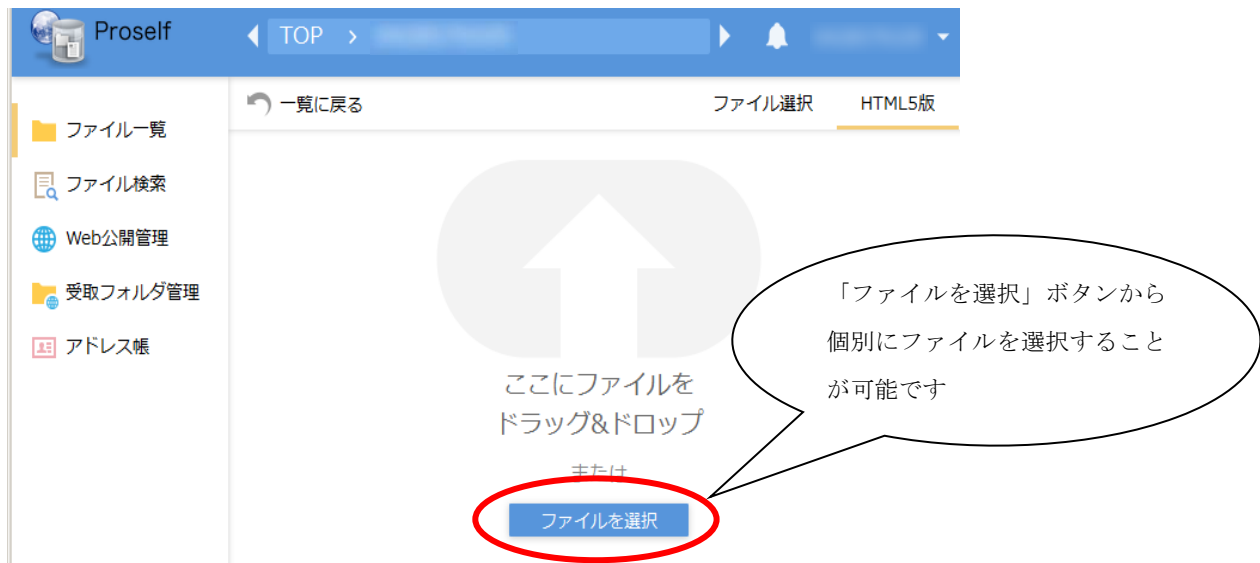 Proself
TOP >
一覧に戻る
ファイル選択
HTML5版
ファイル一覧
ファイル検索
Web公開管理
受取フォルダ管理
アドレス帳
ここにファイルを
ドラッグ&ドロップ
または
ファイルを選択
「ファイルを選択」ボタンから
個別にファイルを選択すること
が可能です